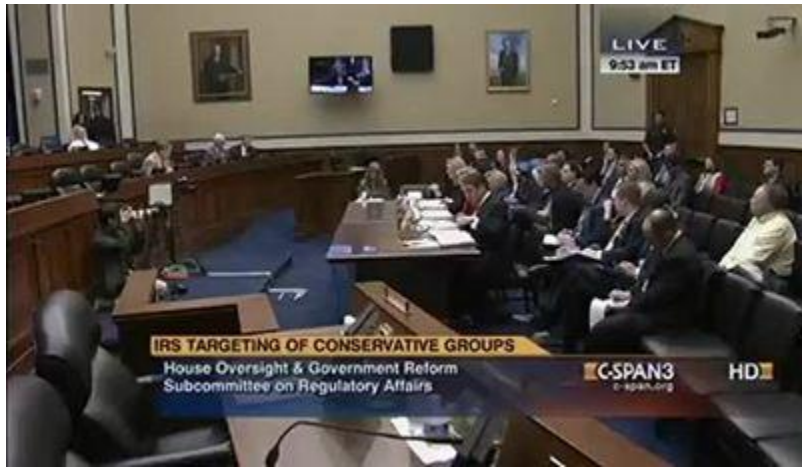 LIVE
9:53 am ET
IRS TARGETING OF CONSERVATIVE GROUPS
House Oversight & Government Reform
Subcommittee on Regulatory Affairs
C-SPAN3
c-span.org
HD